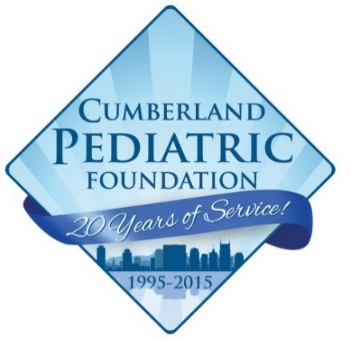 CUMBERLAND
PEDIATRIC
FOUNDATION
20 Years of Service!
1995-2015